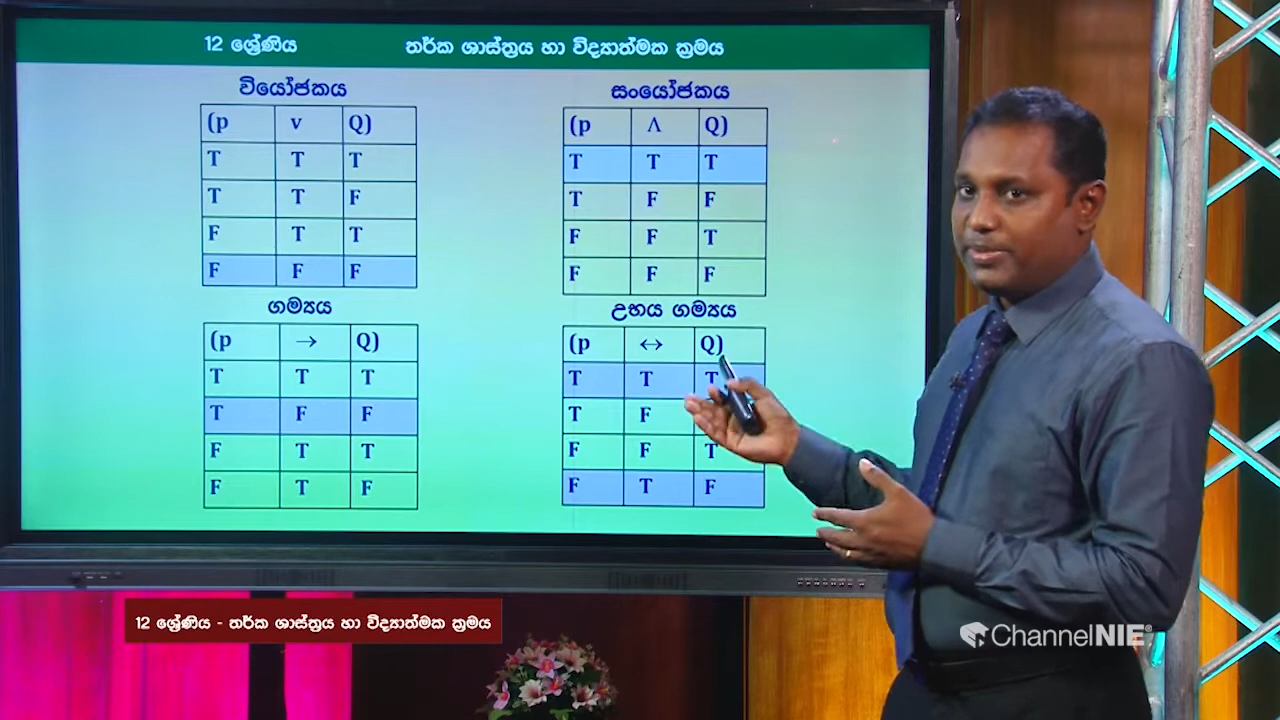 12 ශ්‍රේණිය තර්ක ශාස්ත්‍රය හා විද්‍යාත්මක ක්‍රමය
වියෝජකය
(p v Q)
T T T
T T F
F T T
F F F
සංයෝජකය
(p Λ Q)
T T T
T F F
F F T
F F F
ගම්‍යය
(p → Q)
T T T
T F F
F T T
F T F
උභය ගම්‍යය
(p ↔ Q)
T T T
T F
F F T
F T F
12 ශ්‍රේණිය - තර්ක ශාස්ත්‍රය හා විද්‍යාත්මක ක්‍රමය
ChannelNIE®